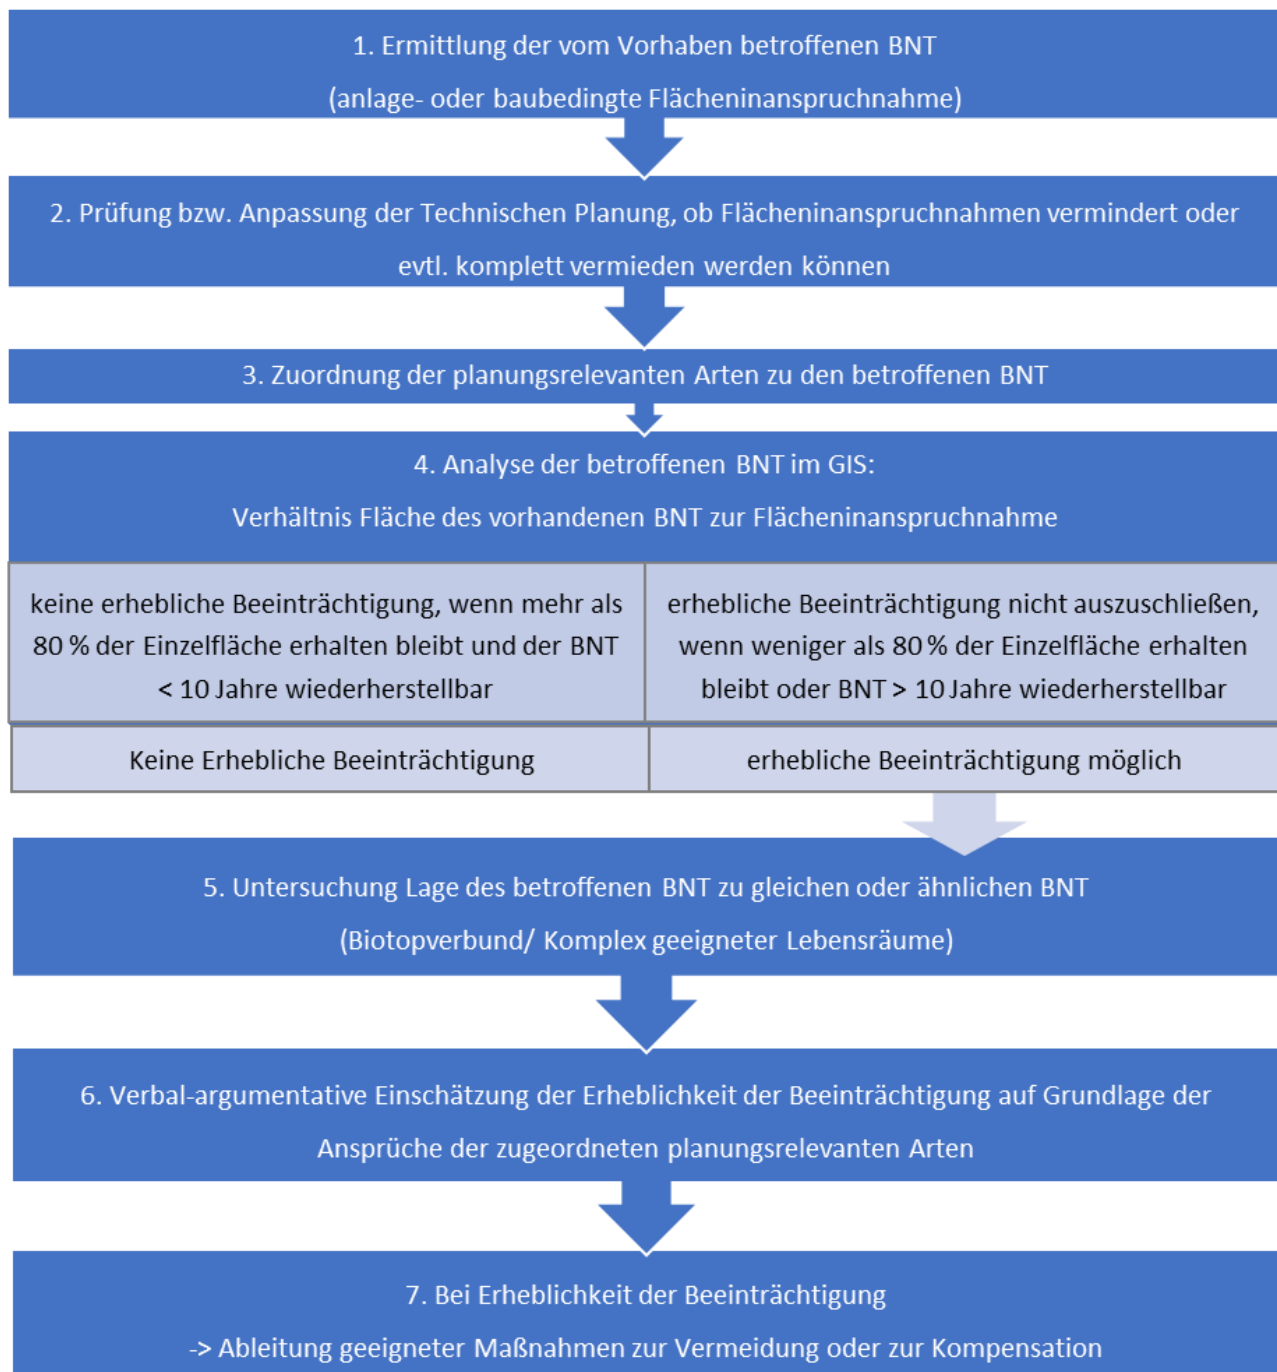 1. Ermittlung der vom Vorhaben betroffenen BNT
(anlage- oder baubedingte Flächeninanspruchnahme)
2. Prüfung bzw. Anpassung der Technischen Planung, ob Flächeninanspruchnahmen vermindert oder
evtl. komplett vermieden werden können
3. Zuordnung der planungsrelevanten Arten zu den betroffenen BNT
4. Analyse der betroffenen BNT im GIS:
Verhältnis Fläche des vorhandenen BNT zur Flächeninanspruchnahme
keine erhebliche Beeinträchtigung, wenn mehr als
80 % der Einzelfläche erhalten bleibt und der BNT
< 10 Jahre wiederherstellbar
erhebliche Beeinträchtigung nicht auszuschließen,
wenn weniger als 80 % der Einzelfläche erhalten
bleibt oder BNT > 10 Jahre wiederherstellbar
Keine Erhebliche Beeinträchtigung
erhebliche Beeinträchtigung möglich
5. Untersuchung Lage des betroffenen BNT zu gleichen oder ähnlichen BNT
(Biotopverbund/ Komplex geeigneter Lebensräume)
6. Verbal-argumentative Einschätzung der Erheblichkeit der Beeinträchtigung auf Grundlage der
Ansprüche der zugeordneten planungsrelevanten Arten
7. Bei Erheblichkeit der Beeinträchtigung
-> Ableitung geeigneter Maßnahmen zur Vermeidung oder zur Kompensation